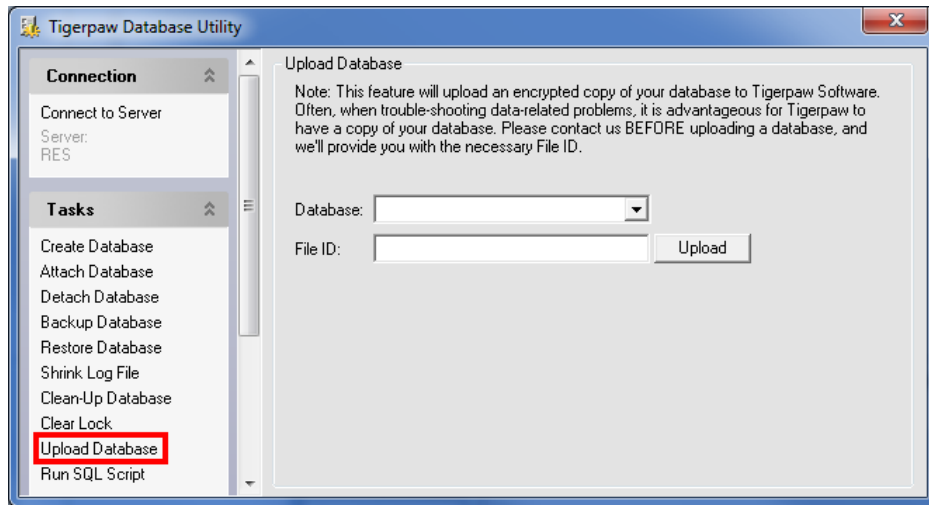 Tigerpaw Database Utility
Connection
Connect to Server
Server:
RES
Tasks
Create Database
Attach Database
Detach Database
Backup Database
Restore Database
Shrink Log File
Clean-Up Database
Clear Lock
Upload Database
Run SQL Script
Upload Database
Note: This feature will upload an encrypted copy of your database to Tigerpaw Software.
Often, when trouble-shooting data-related problems, it is advantageous for Tigerpaw to
have a copy of your database. Please contact us BEFORE uploading a database, and
we'll provide you with the necessary File ID.
Database:
File ID:
Upload